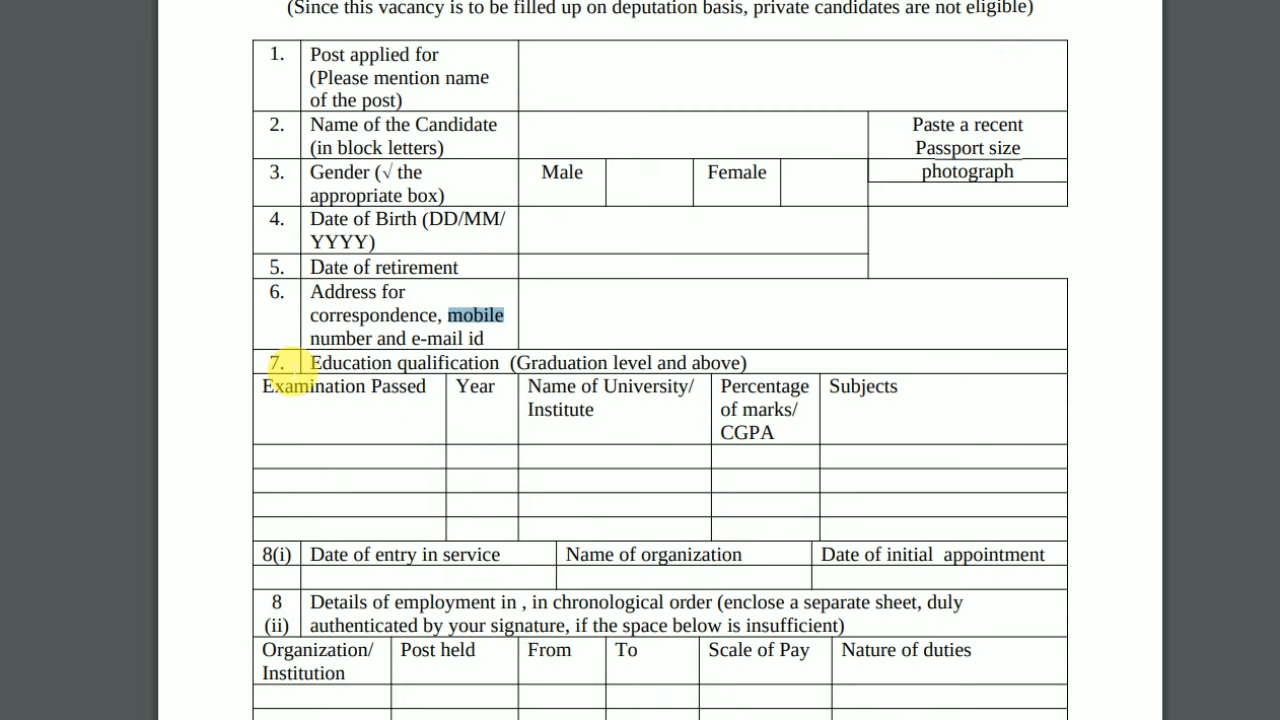 (Since this vacancy is to be filled up on deputation basis, private candidates are not eligible)
1. Post applied for
(Please mention name
of the post)
2. Name of the Candidate
(in block letters)
Paste a recent
Passport size
photograph
3. Gender (√ the
appropriate box)
Male Female
4. Date of Birth (DD/MM/
YYYY)
5. Date of retirement
6. Address for
correspondence, mobile
number and e-mail id
7. Education qualification (Graduation level and above)
Examination Passed Year Name of University/
Institute
Percentage
of marks/
CGPA
Subjects
8(i) Date of entry in service Name of organization Date of initial appointment
8
(ii)
Details of employment in , in chronological order (enclose a separate sheet, duly
authenticated by your signature, if the space below is insufficient)
Organization/
Institution
Post held From To Scale of Pay Nature of duties